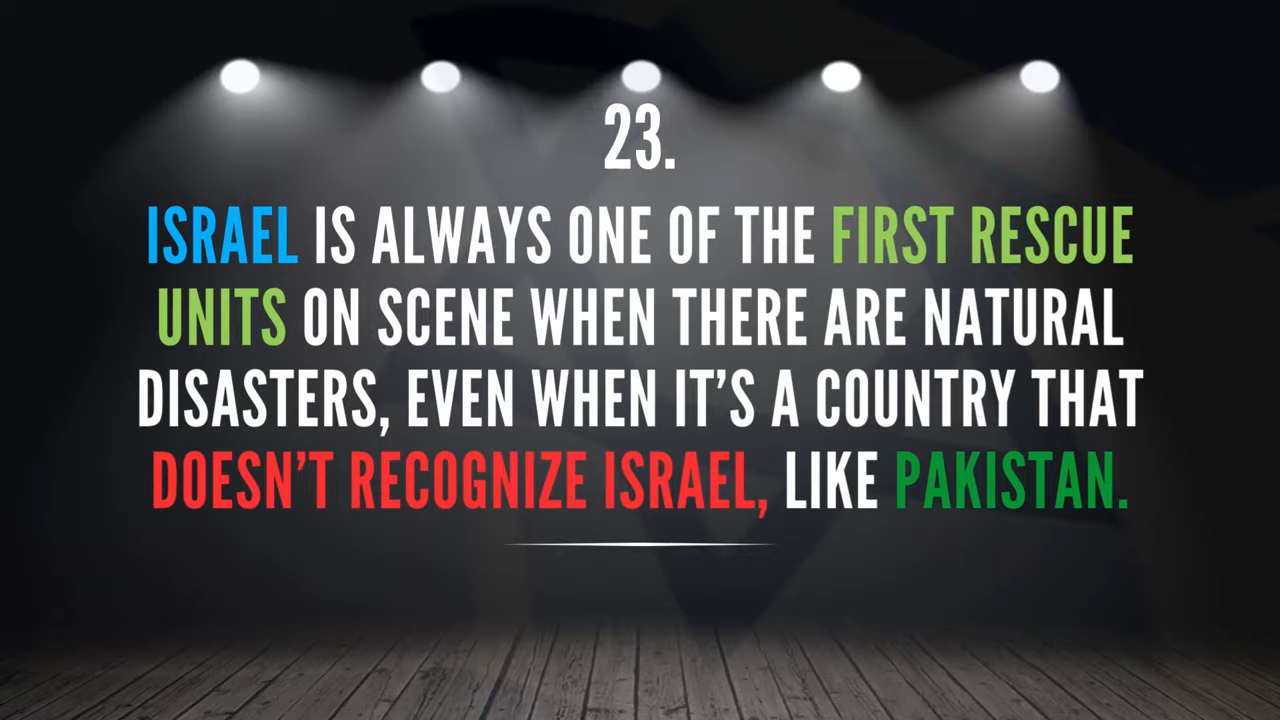 23.
ISRAEL IS ALWAYS ONE OF THE FIRST RESCUE
UNITS ON SCENE WHEN THERE ARE NATURAL
DISASTERS, EVEN WHEN IT’S A COUNTRY THAT
DOESN’T RECOGNIZE ISRAEL, LIKE PAKISTAN.